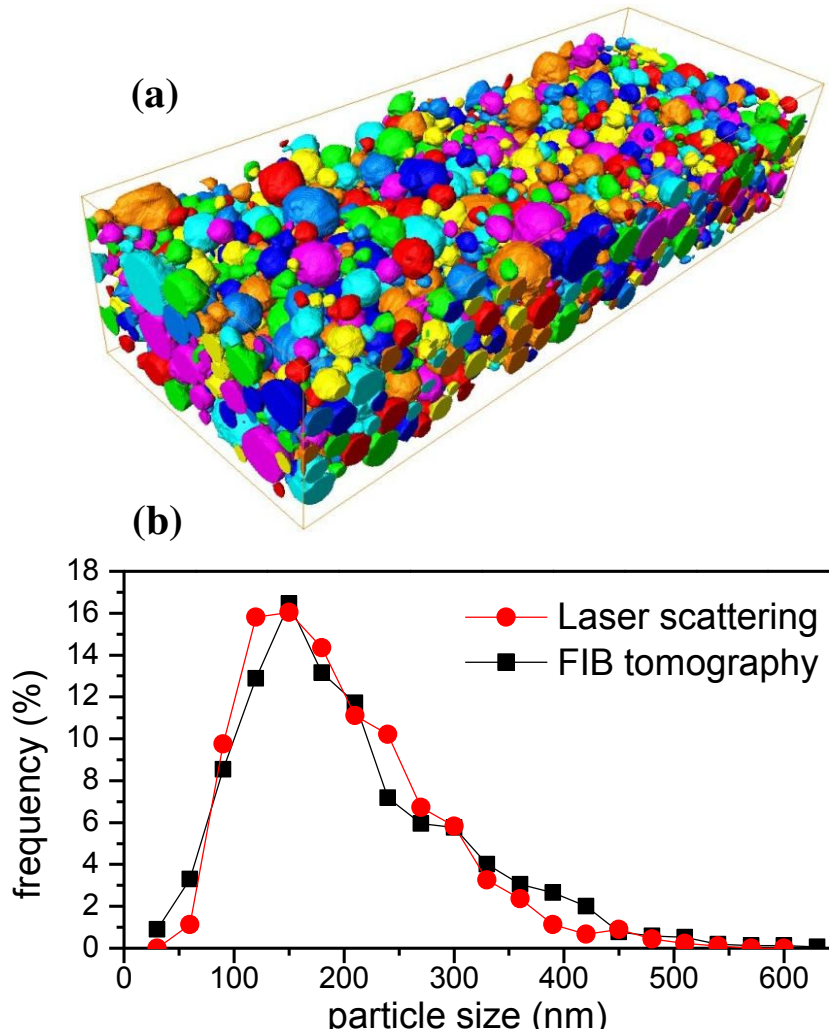 (a)
(b)
18
16
14
12
10
8
6
4
2
0
frequency (%)
Laser scattering
FIB tomography
0 100 200 300 400 500 600
particle size (nm)